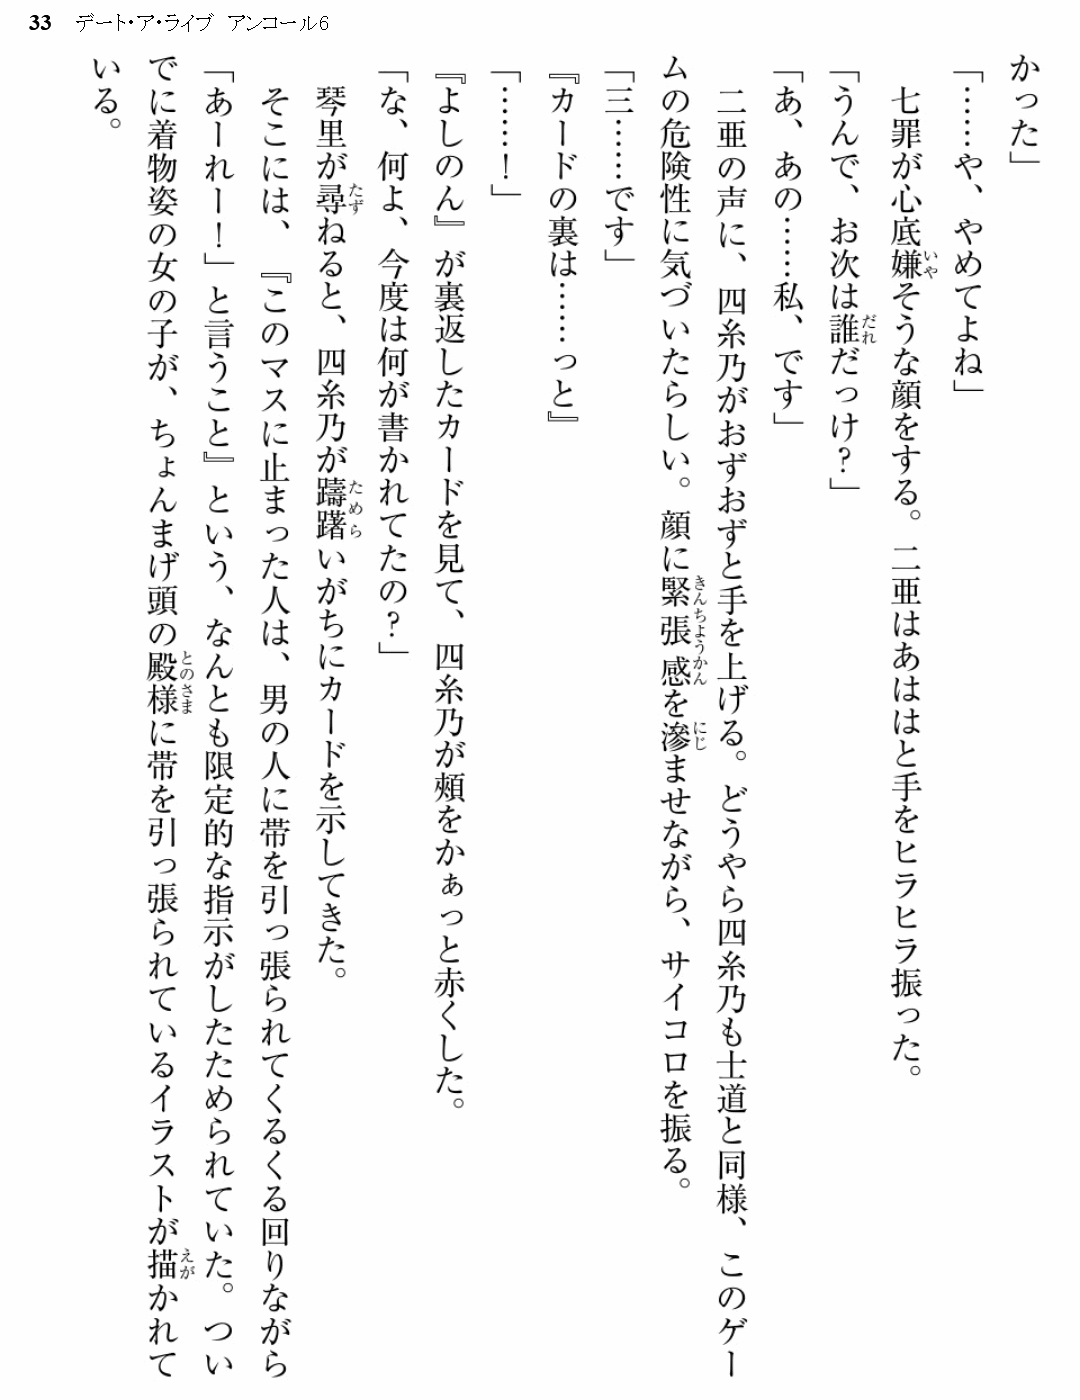 33 デート・ア・ライブ アンコール6
かった」
「……や、やめてよね」
七罪が心底嫌そうな顔をする。二亜はあははと手をヒラヒラ振った。
「うんで、お次は誰だっけ？」
「あ、あの……私、です」
二亜の声に、四糸乃がおずおずと手を上げる。どうやら四糸乃も士道と同様、このゲー
ムの危険性に気づいたらしい。顔に緊張感を滲ませながら、サイコロを振る。
「三……です」
『カードの裏は……っと』
「……！」
『よしのん』が裏返したカードを見て、四糸乃が頰をかぁっと赤くした。
「な、何よ、今度は何が書かれてたの？」
琴里が尋ねると、四糸乃が躊躇いがちにカードを示してきた。
そこには、『このマスに止まった人は、男の人に帯を引っ張られてくるくる回りながら
「あーれー！」と言うこと』という、なんとも限定的な指示がしたためられていた。つい
でに着物姿の女の子が、ちょんまげ頭の殿様に帯を引っ張られているイラストが描かれて
いる。